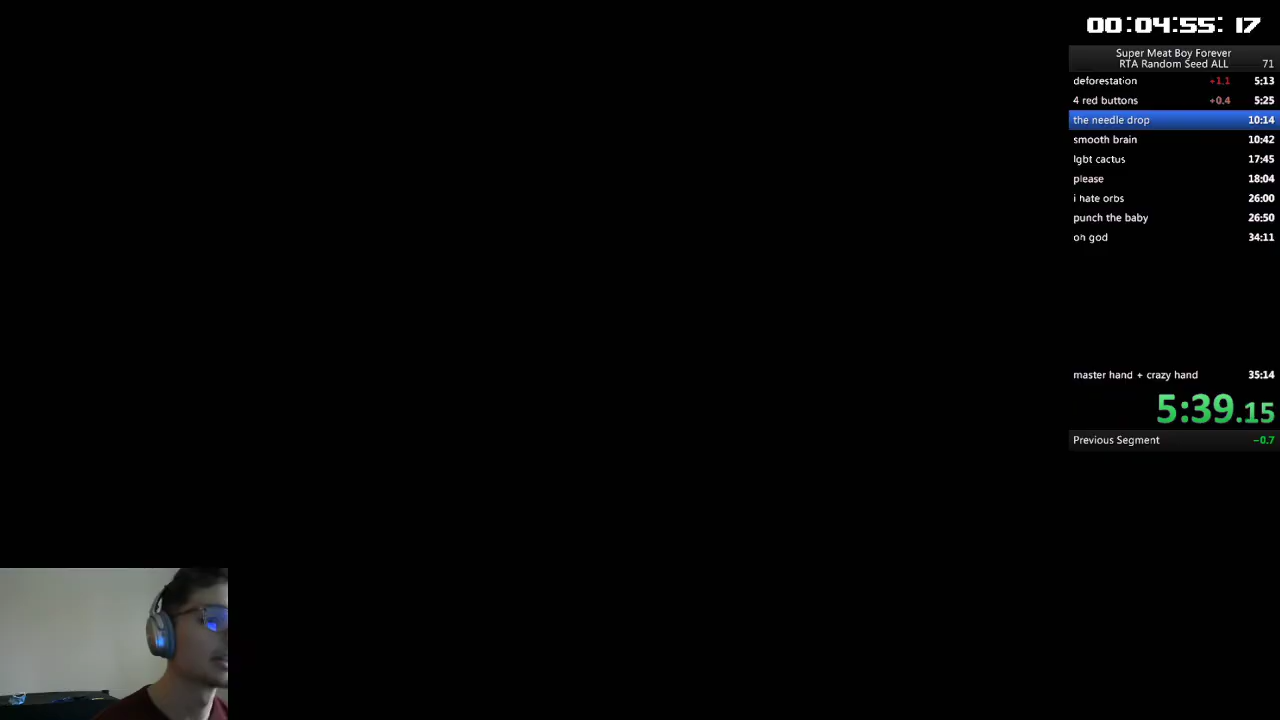 00:04:55:17
Super Meat Boy Forever
RTA Random Seed ALL 71
deforestation +1.1 5:13
4 red buttons +0.4 5:25
the needle drop 10:14
smooth brain 10:42
lgbt cactus 17:45
please 18:04
i hate orbs 26:00
punch the baby 26:50
oh god 34:11
master hand + crazy hand 35:14
5:39.15
Previous Segment −0.7